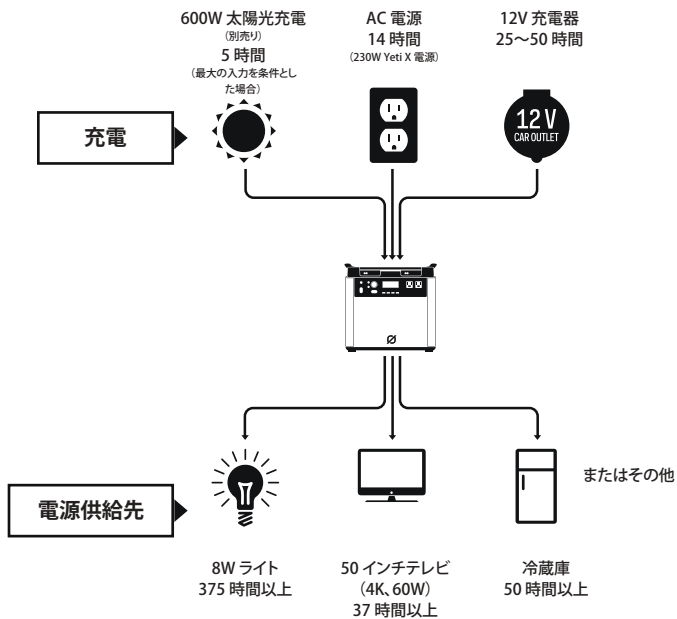 600W 太陽光充電
(別売り)
5 時間
(最大の入力を条件とし
た場合)
AC 電源
14 時間
(230W Yeti X 電源)
12V 充電器
25〜50 時間
充電
12 V
CAR OUTLET
電源供給先
またはその他
8W ライト
375 時間以上
50 インチテレビ
(4K、60W)
37 時間以上
冷蔵庫
50 時間以上